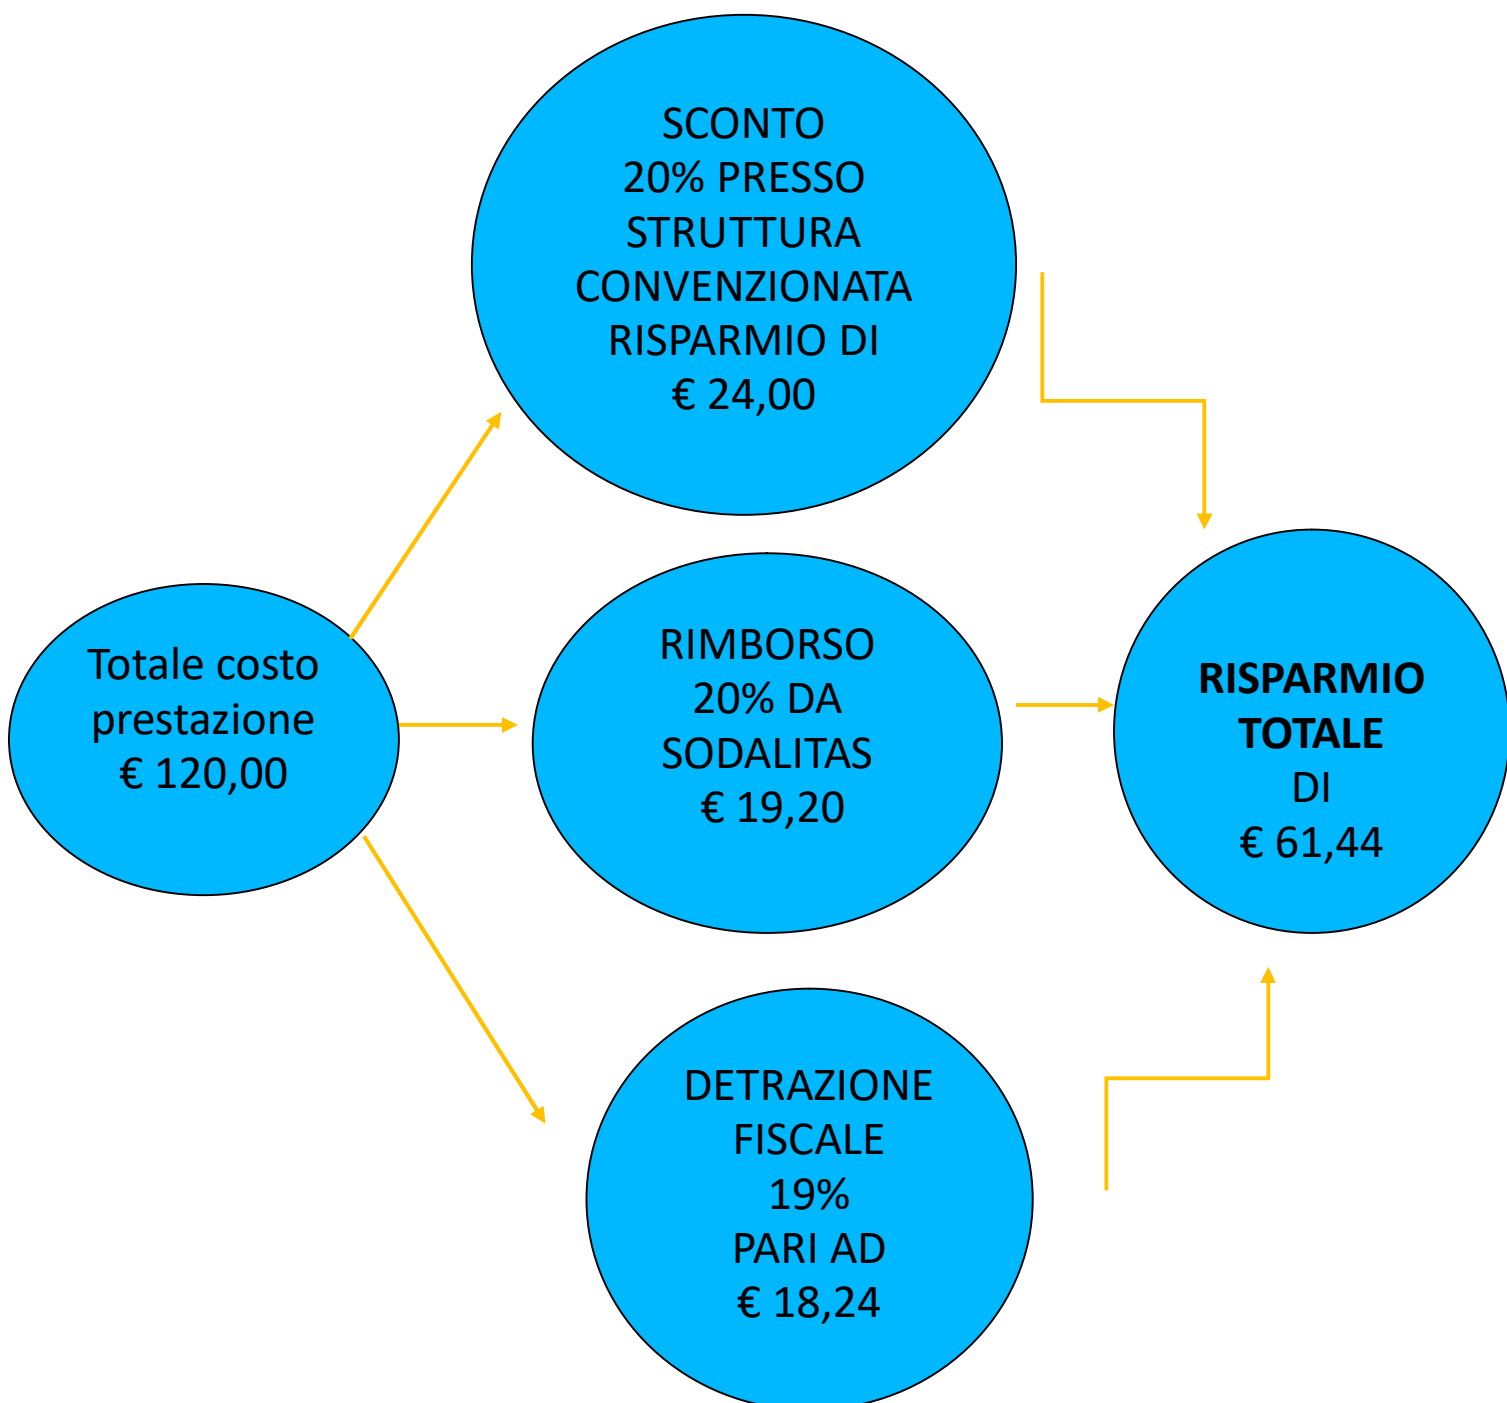 SCONTO
20% PRESSO
STRUTTURA
CONVENZIONATA
RISPARMIO DI
€ 24,00
Totale costo
prestazione
€ 120,00
RIMBORSO
20% DA
SODALITAS
€ 19,20
RISPARMIO
TOTALE
DI
€ 61,44
DETRAZIONE
FISCALE
19%
PARI AD
€ 18,24